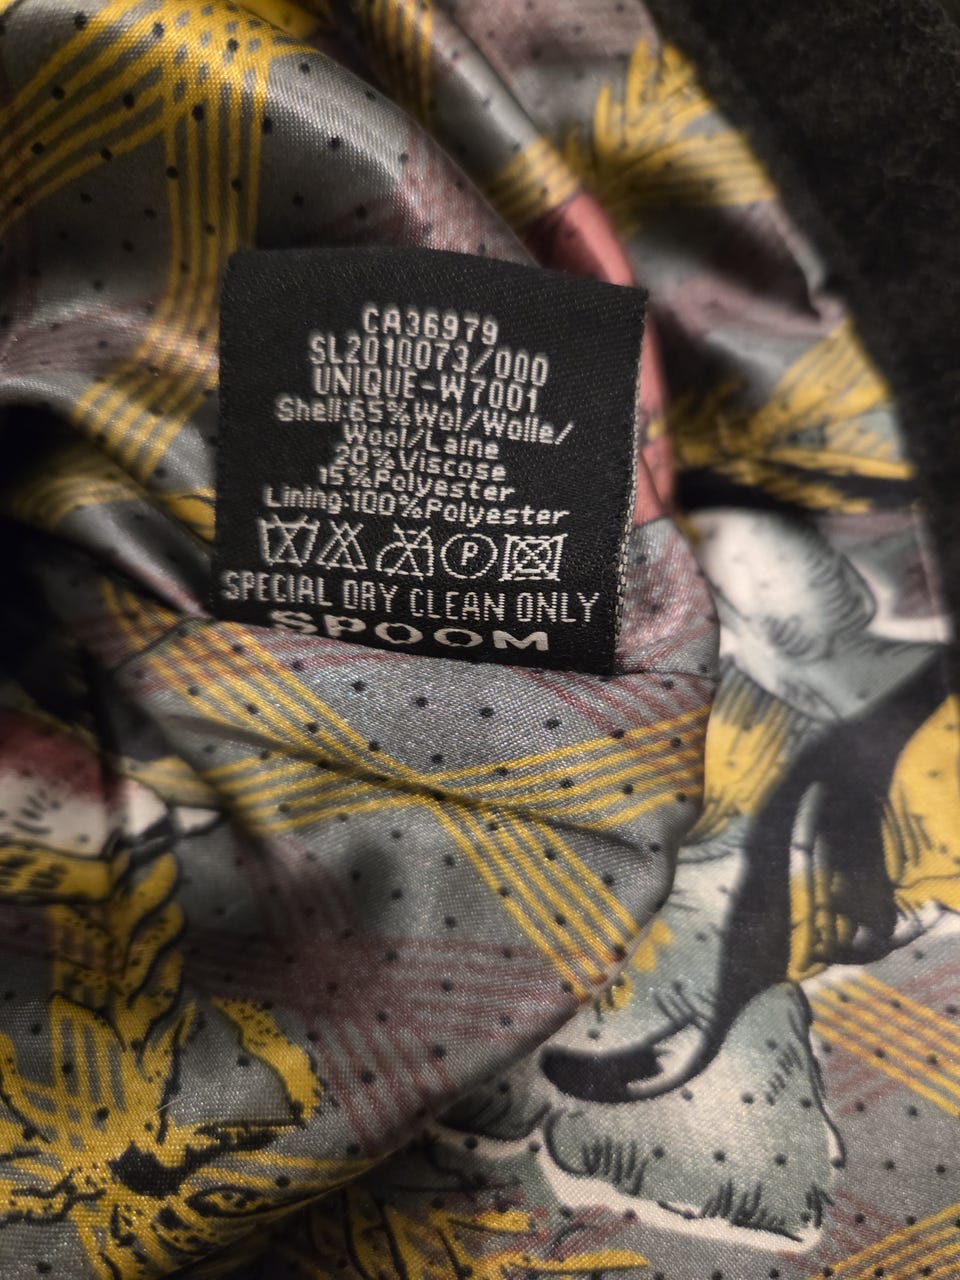 CA36979
SL2010073/000
UNIQUE-W7001
Shell:65%Wol/Wolle/
Wool/Laine
20%Viscose
15%Polyester
Lining:100%Polyester
P
SPECIAL DRY CLEAN ONLY
SPOOM